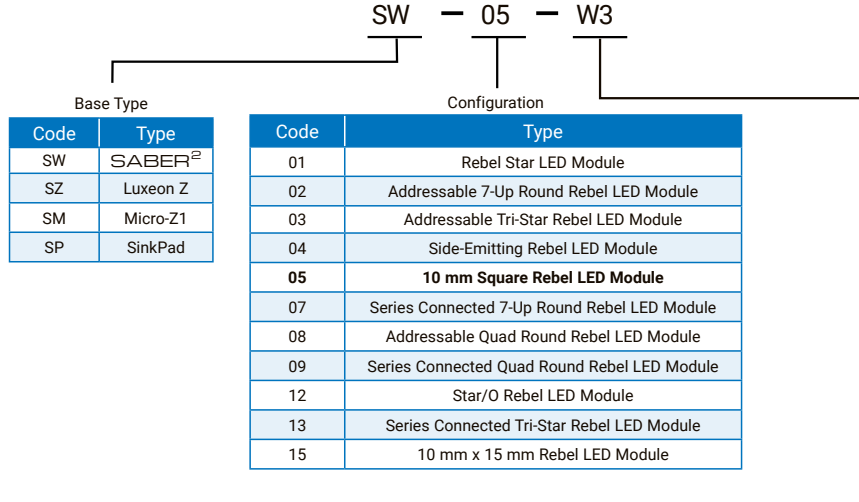 SW – 05 – W3
Base Type
Code Type
SW SABER²
SZ Luxeon Z
SM Micro-Z1
SP SinkPad
Configuration
Code Type
01 Rebel Star LED Module
02 Addressable 7-Up Round Rebel LED Module
03 Addressable Tri-Star Rebel LED Module
04 Side-Emitting Rebel LED Module
05 10 mm Square Rebel LED Module
07 Series Connected 7-Up Round Rebel LED Module
08 Addressable Quad Round Rebel LED Module
09 Series Connected Quad Round Rebel LED Module
12 Star/O Rebel LED Module
13 Series Connected Tri-Star Rebel LED Module
15 10 mm x 15 mm Rebel LED Module